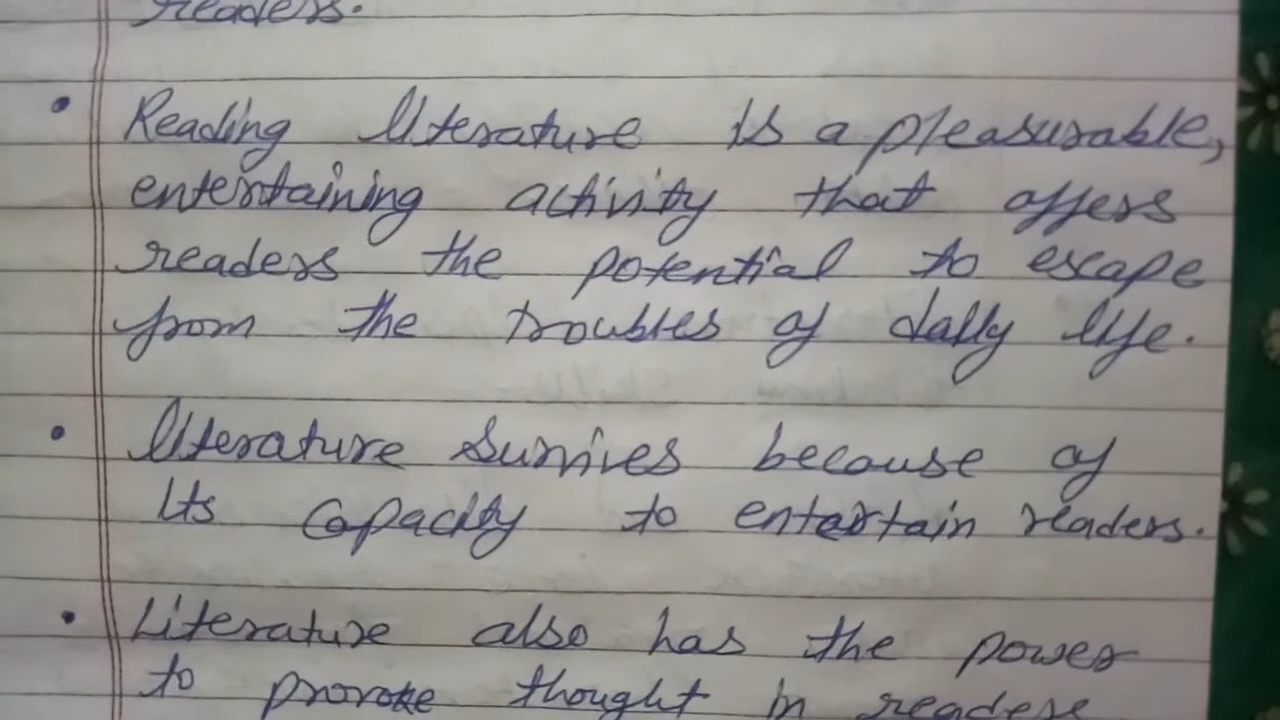 readers.
• Reading literature is a pleasurable,
entertaining activity that offers
readers the potential to escape
from the troubles of daily life.
• literature survives because of
Its Capacity to entertain readers.
• Literature also has the power
to provoke thought in readers